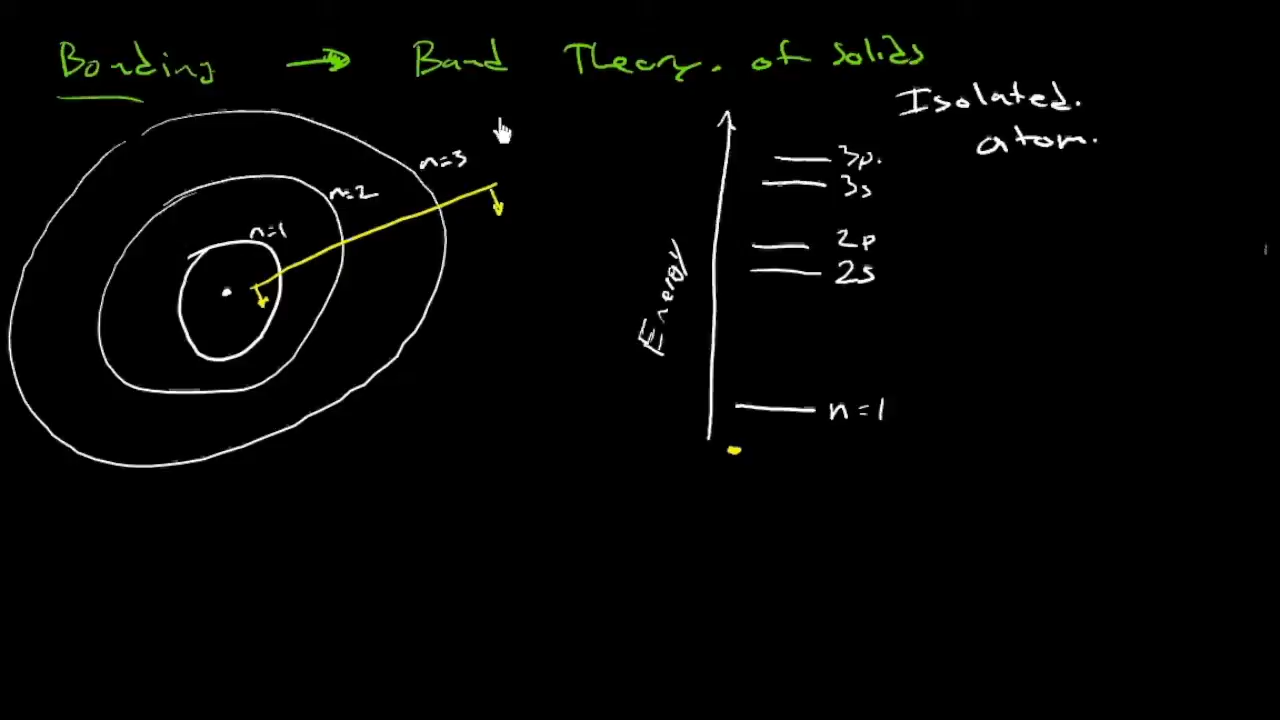 Bonding → Band Theory. of Solids
Isolated.
atom.
n=3
n=2
n=1
Energy
3p.
3s
2p
2s
n=1